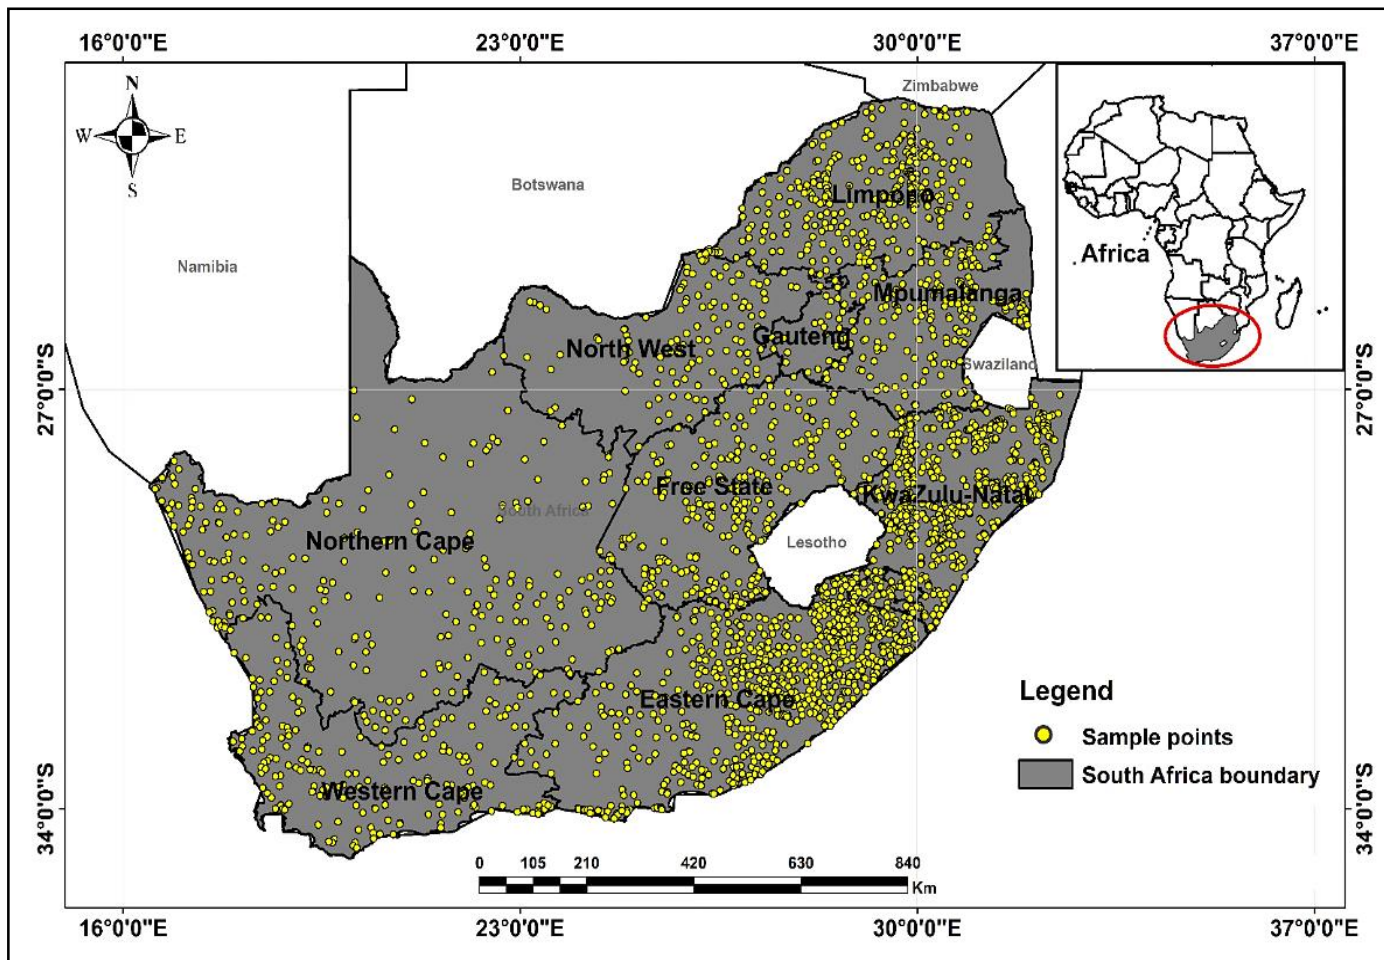 16°0'0"E 23°0'0"E 30°0'0"E 37°0'0"E
N
W E
S
Zimbabwe
Botswana
Limpopo
Africa
Namibia
Mpumalanga
Gauteng
North West
Swaziland
27°0'0"S
27°0'0"S
Free State
KwaZulu-Natal
South Africa
Northern Cape
Lesotho
Eastern Cape
Legend
Sample points
South Africa boundary
Western Cape
34°0'0"S
34°0'0"S
0 105 210 420 630 840
Km
16°0'0"E 23°0'0"E 30°0'0"E 37°0'0"E